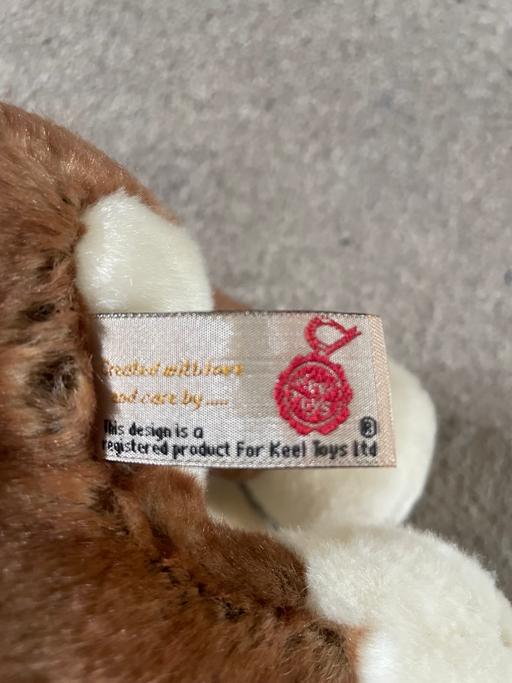 Created with love
and care by.....
This design is a
registered product For Keel Toys Ltd
®